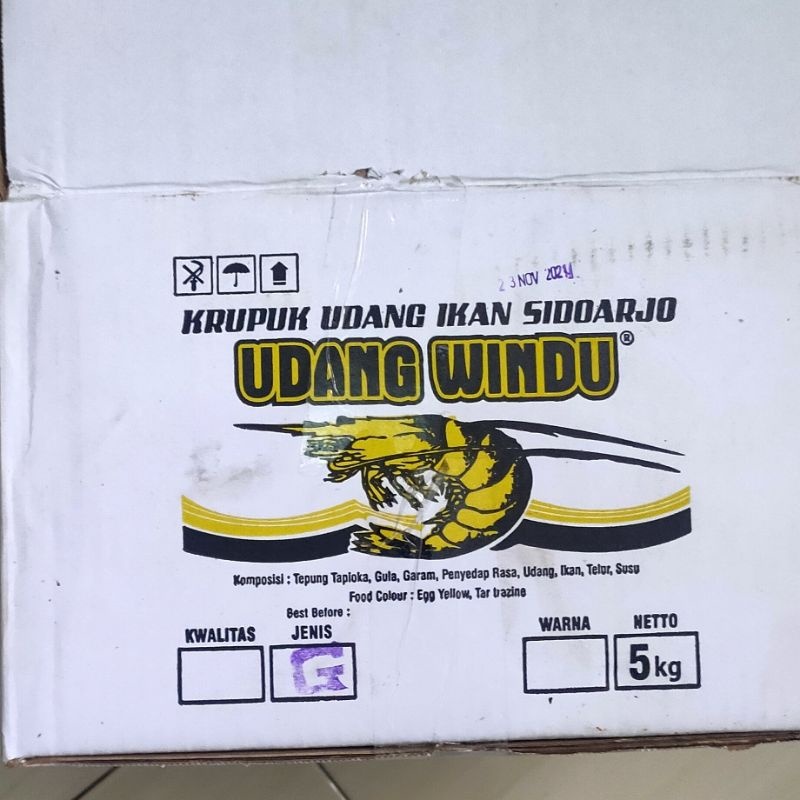 23 NOV 2024
KRUPUK UDANG IKAN SIDOARJO
UDANG WINDU®
Komposisi : Tepung Tapioka, Gula, Garam, Penyedap Rasa, Udang, Ikan, Telur, Susu
Food Colour : Egg Yellow, Tar trazine
Best Before :
KWALITAS JENIS WARNA NETTO
G 5 kg